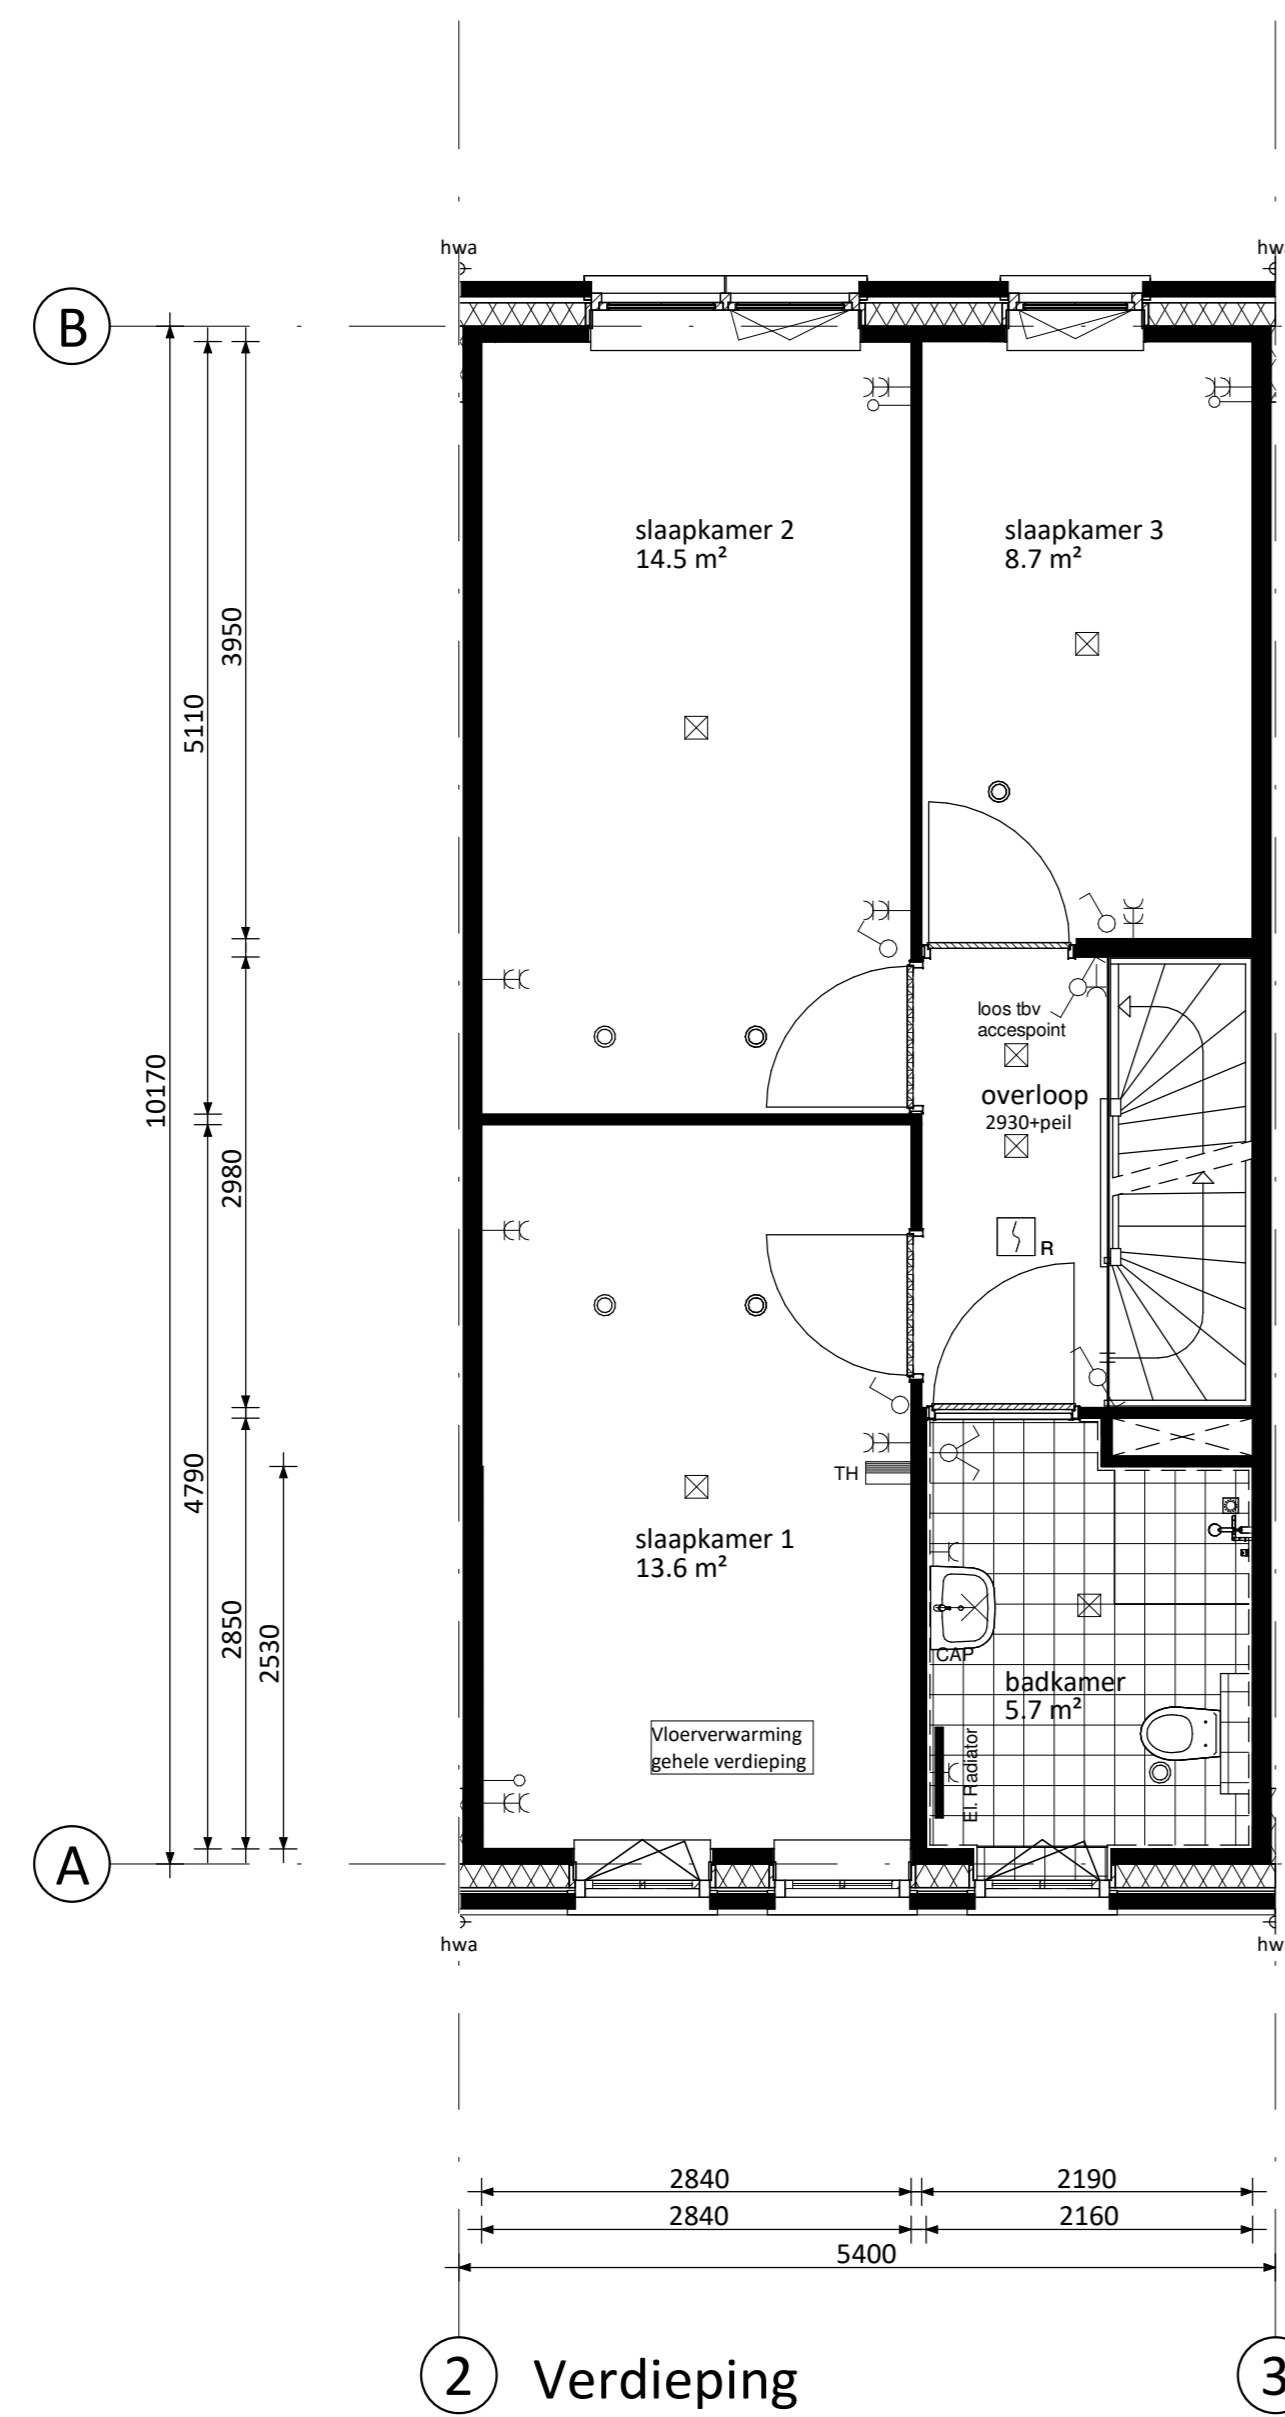 hwa
hwa
B
slaapkamer 2
14.5 m²
slaapkamer 3
8.7 m²
3950
5110
loos tbv
accespoint
overloop
2930+peil
10170
2980
R
TH
4790
slaapkamer 1
13.6 m²
2850
2530
CAP
badkamer
5.7 m²
Vloerverwarming
gehele verdieping
El. Radiator
A
hwa
hwa
2840
2190
2840
2160
5400
2
Verdieping
3